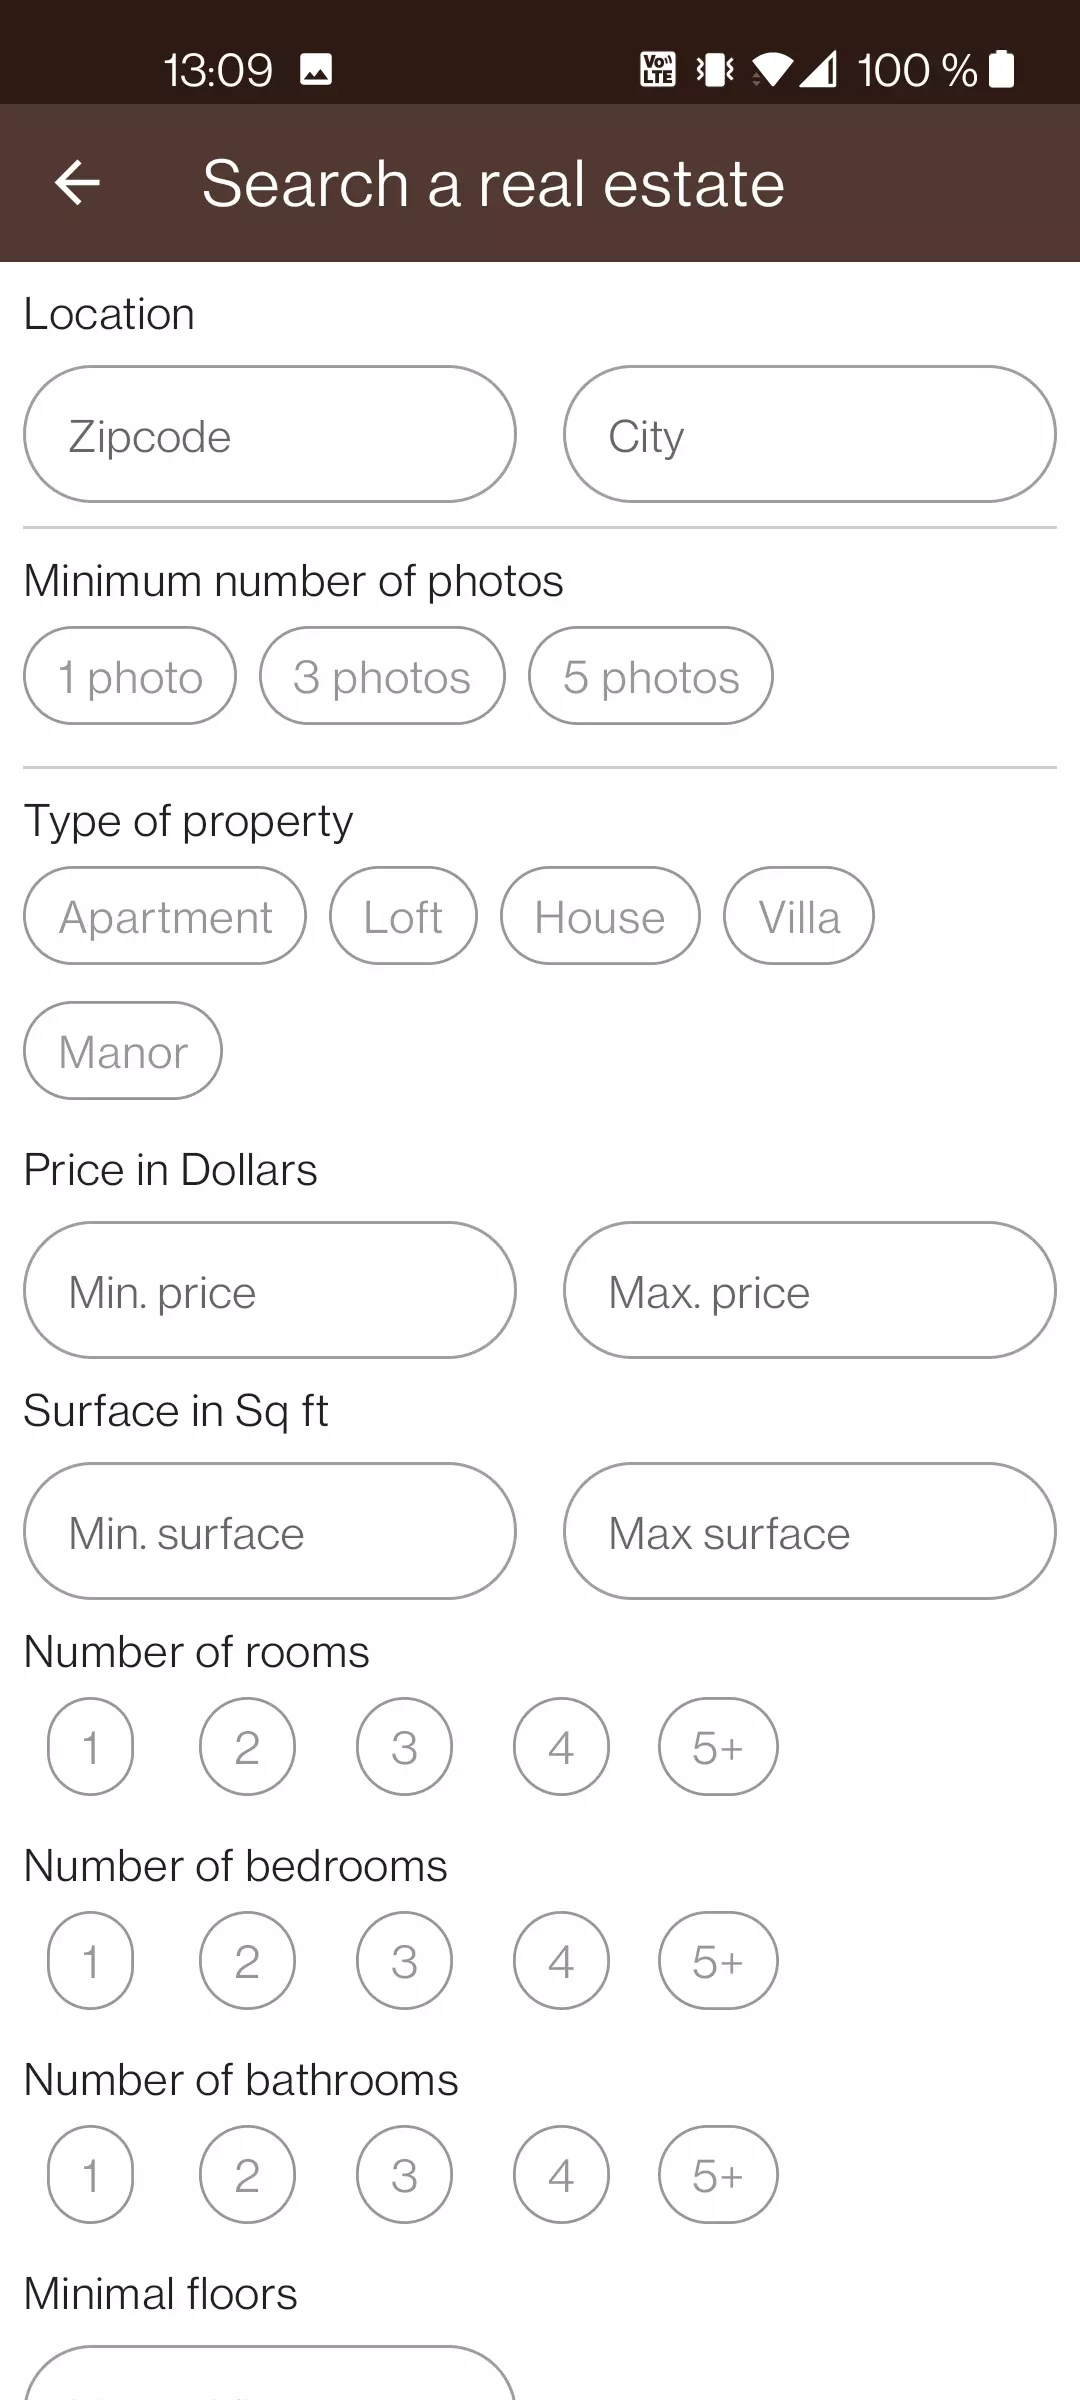 13:09 Vo)) LTE 100 %
Search a real estate
Location
Zipcode City
Minimum number of photos
1 photo 3 photos 5 photos
Type of property
Apartment Loft House Villa
Manor
Price in Dollars
Min. price Max. price
Surface in Sq ft
Min. surface Max surface
Number of rooms
1 2 3 4 5+
Number of bedrooms
1 2 3 4 5+
Number of bathrooms
1 2 3 4 5+
Minimal floors